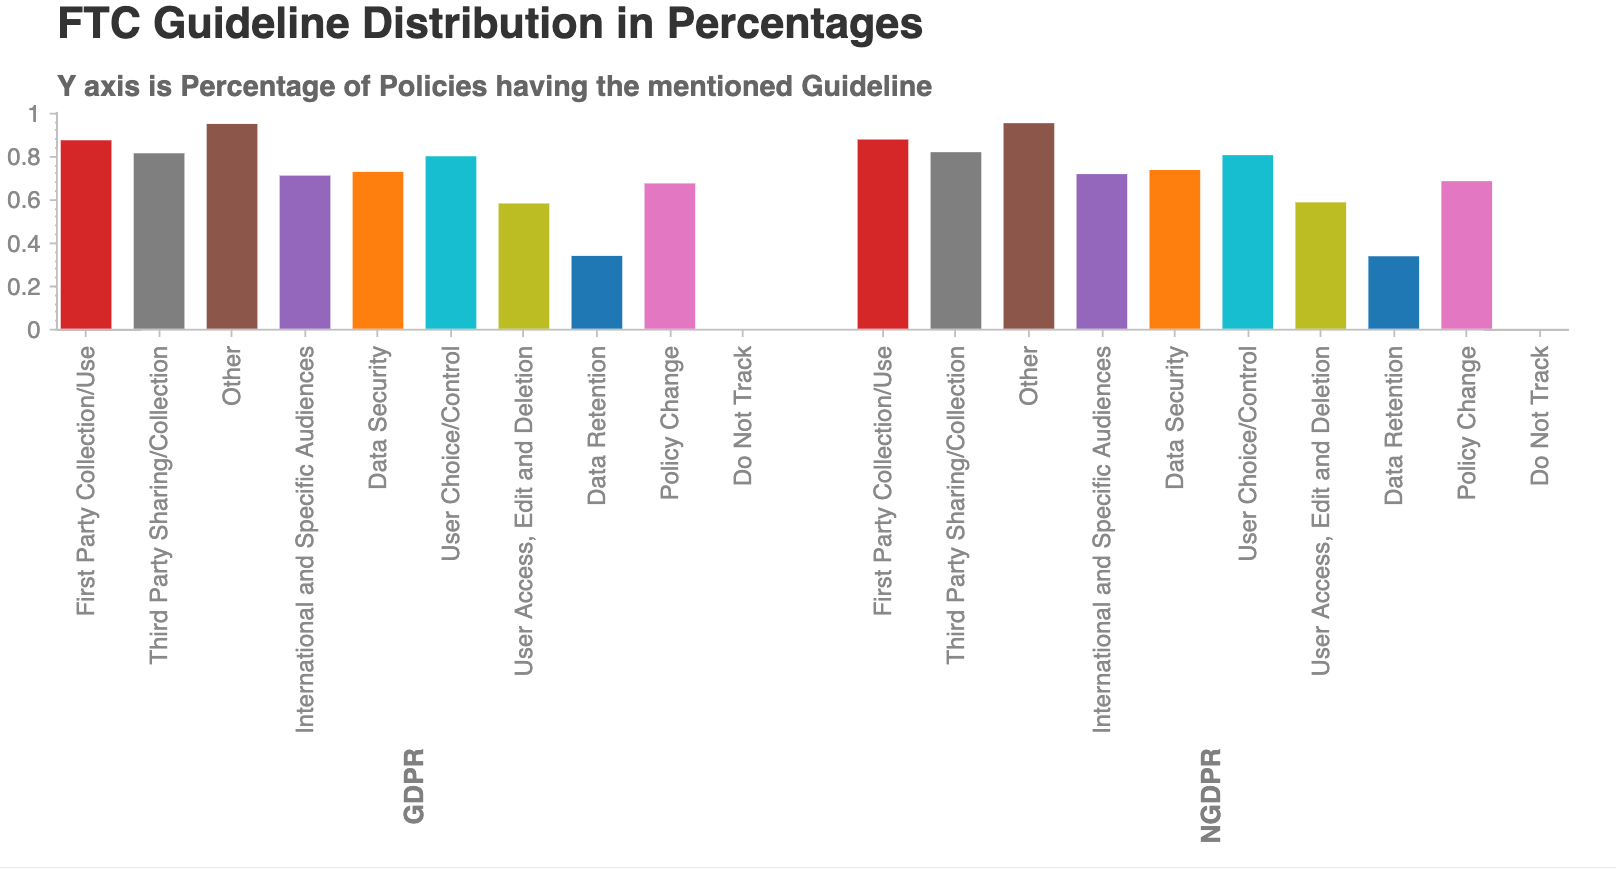 FTC Guideline Distribution in Percentages
Y axis is Percentage of Policies having the mentioned Guideline
1
0.8
0.6
0.4
0.2
0
First Party Collection/Use
Third Party Sharing/Collection
Other
International and Specific Audiences
Data Security
User Choice/Control
User Access, Edit and Deletion
Data Retention
Policy Change
Do Not Track
GDPR
First Party Collection/Use
Third Party Sharing/Collection
Other
International and Specific Audiences
Data Security
User Choice/Control
User Access, Edit and Deletion
Data Retention
Policy Change
Do Not Track
NGDPR